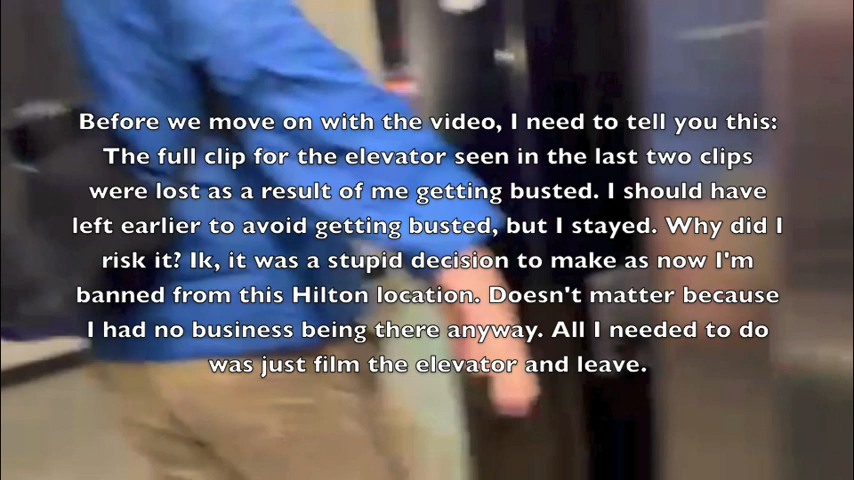 Before we move on with the video, I need to tell you this:
The full clip for the elevator seen in the last two clips
were lost as a result of me getting busted. I should have
left earlier to avoid getting busted, but I stayed. Why did I
risk it? Ik, it was a stupid decision to make as now I'm
banned from this Hilton location. Doesn't matter because
I had no business being there anyway. All I needed to do
was just film the elevator and leave.